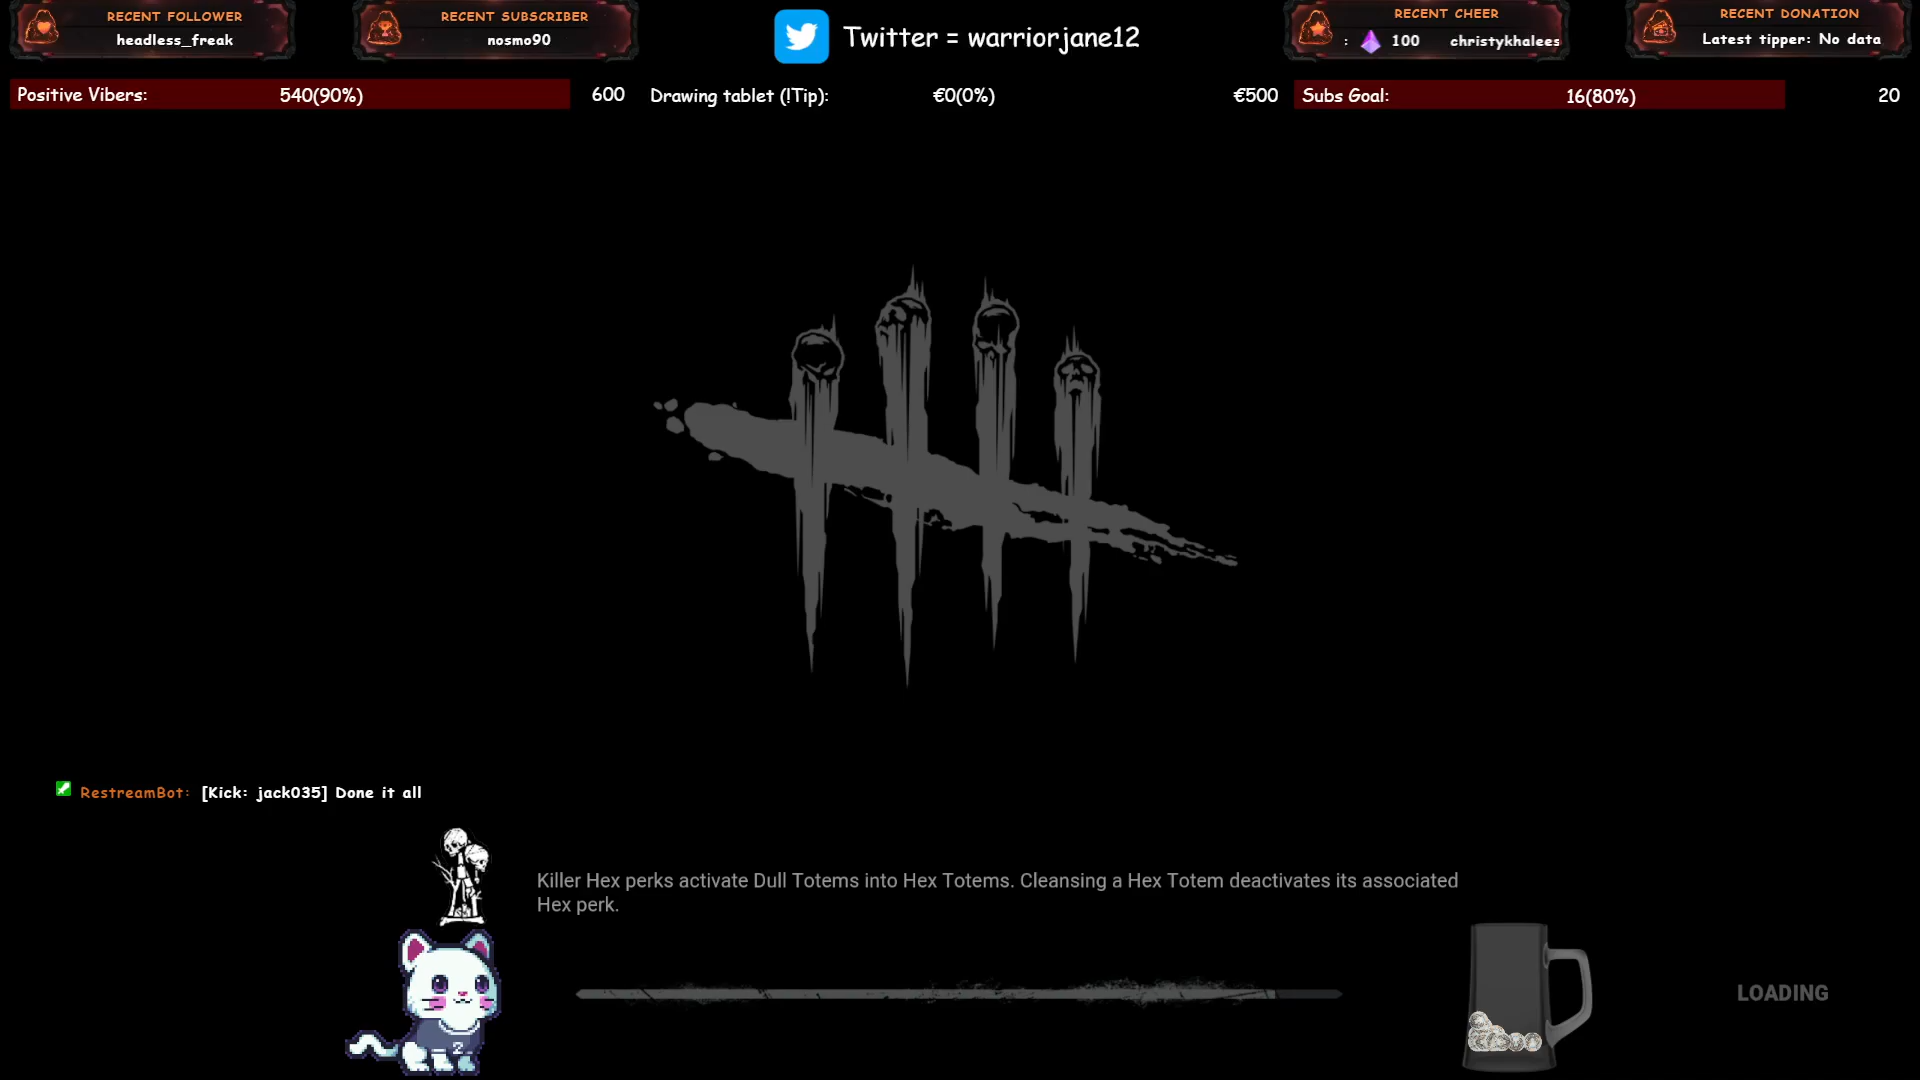 RECENT FOLLOWER
headless_freak
RECENT SUBSCRIBER
nosmo90
Twitter = warriorjane12
RECENT CHEER
: 100 christykhalees
RECENT DONATION
Latest tipper: No data
Positive Vibers: 540(90%) 600
Drawing tablet (!Tip): €0(0%) €500
Subs Goal: 16(80%) 20
RestreamBot: [Kick: jack035] Done it all
Killer Hex perks activate Dull Totems into Hex Totems. Cleansing a Hex Totem deactivates its associated
Hex perk.
2
LOADING